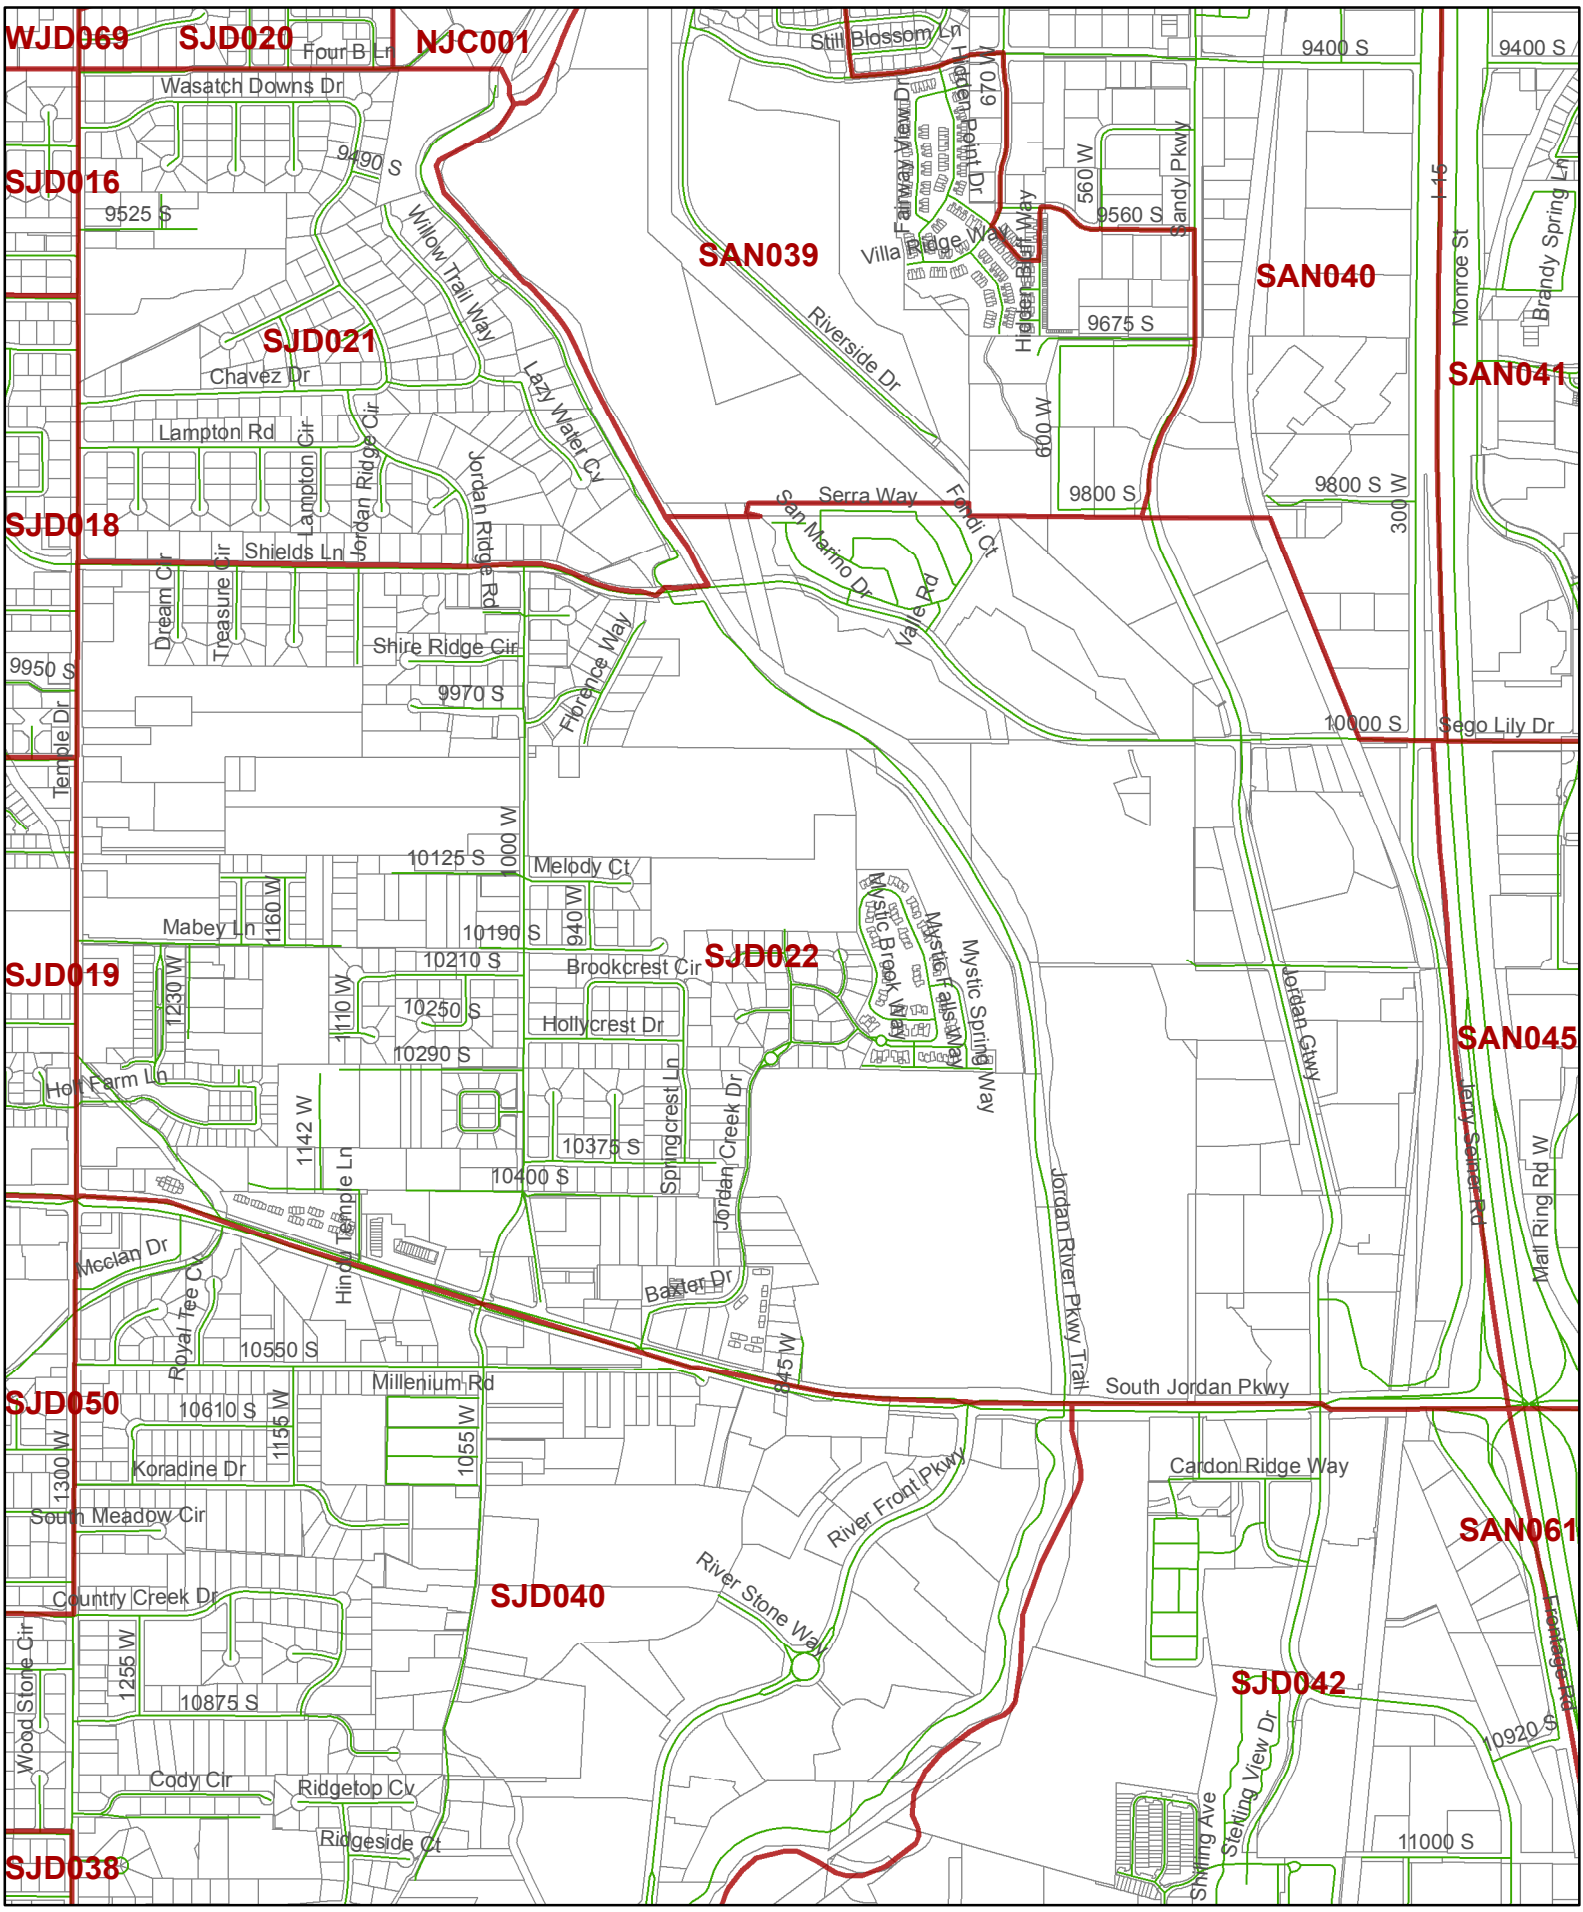 WJD069
SJD020
Four B Ln
NJC001
Still Blossom Ln
9400 S
9400 S
Wasatch Downs Dr
670 W
Hidden Point Dr
Fairway View Dr
I-15
9490 S
SJD016
9525 S
560 W
Sandy Pkwy
9560 S
Brandy Spring Ln
Willow Trail Way
Villa Ridge Way
Hidden Bluff Way
SAN039
SAN040
Monroe St
SJD021
Riverside Dr
9675 S
Chavez Dr
SAN041
Lazy Water Cv
Lampton Rd
Lampton Cir
Jordan Ridge Cir
600 W
Jordan Ridge Rd
9800 S
9800 S
300 W
Serra Way
San Marino Dr
Fondi Ct
SJD018
Shields Ln
Dream Cir
Treasure Cir
Valle Rd
Shire Ridge Cir
Florence Way
9950 S
9970 S
Temple Dr
10000 S
Sego Lily Dr
1000 W
10125 S
Melody Ct
1160 W
940 W
Mabey Ln
10190 S
Mystic Brook Way
Mystic Falls Way
Mystic Spring Way
SJD022
SJD019
10210 S
Brookcrest Cir
1230 W
1110 W
10250 S
Hollycrest Dr
Jordan Gtwy
10290 S
SAN045
Holt Farm Ln
Springcrest Ln
Jordan Creek Dr
1142 W
10375 S
Jerry Seiner Rd
10400 S
Hindu Temple Ln
Jordan River Pkwy Trail
Mall Ring Rd W
Mcclan Dr
Royal Tee Cv
Baxter Dr
10550 S
845 W
Millenium Rd
South Jordan Pkwy
SJD050
10610 S
1155 W
1055 W
1300 W
Koradine Dr
Cardon Ridge Way
River Front Pkwy
South Meadow Cir
SAN061
River Stone Way
Country Creek Dr
SJD040
Frontage Rd
1255 W
Wood Stone Cir
SJD042
10875 S
10920 S
Sterling View Dr
Cody Cir
Ridgetop Cv
Shilling Ave
Ridgeside Ct
11000 S
SJD038